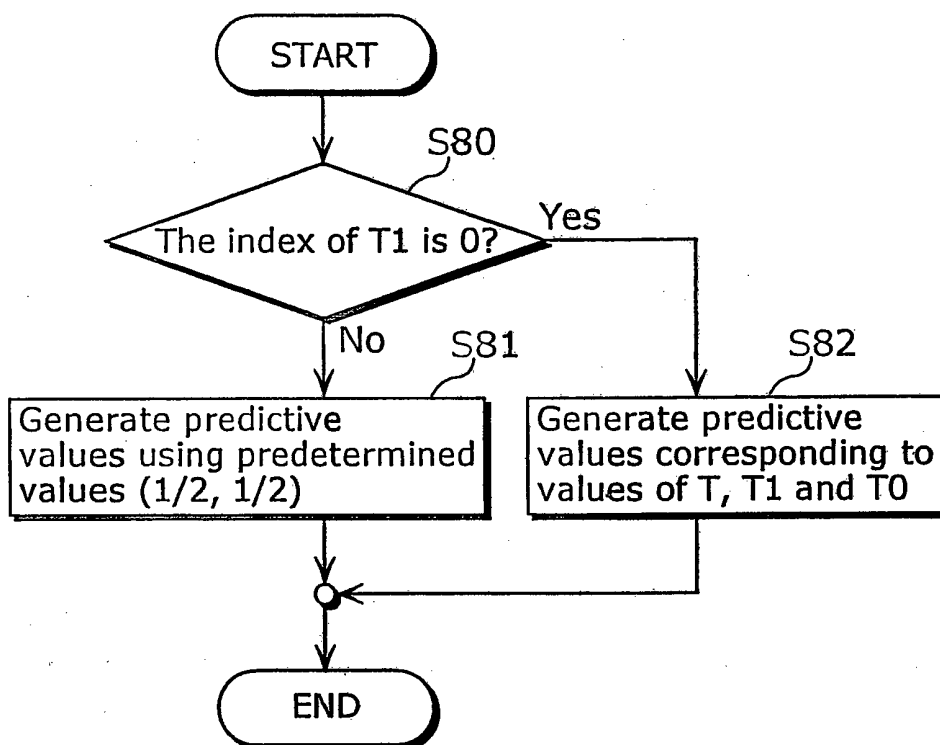 START
S80
The index of T1 is 0?
Yes
No
S81
Generate predictive
values using predetermined
values (1/2, 1/2)
S82
Generate predictive
values corresponding to
values of T, T1 and T0
END